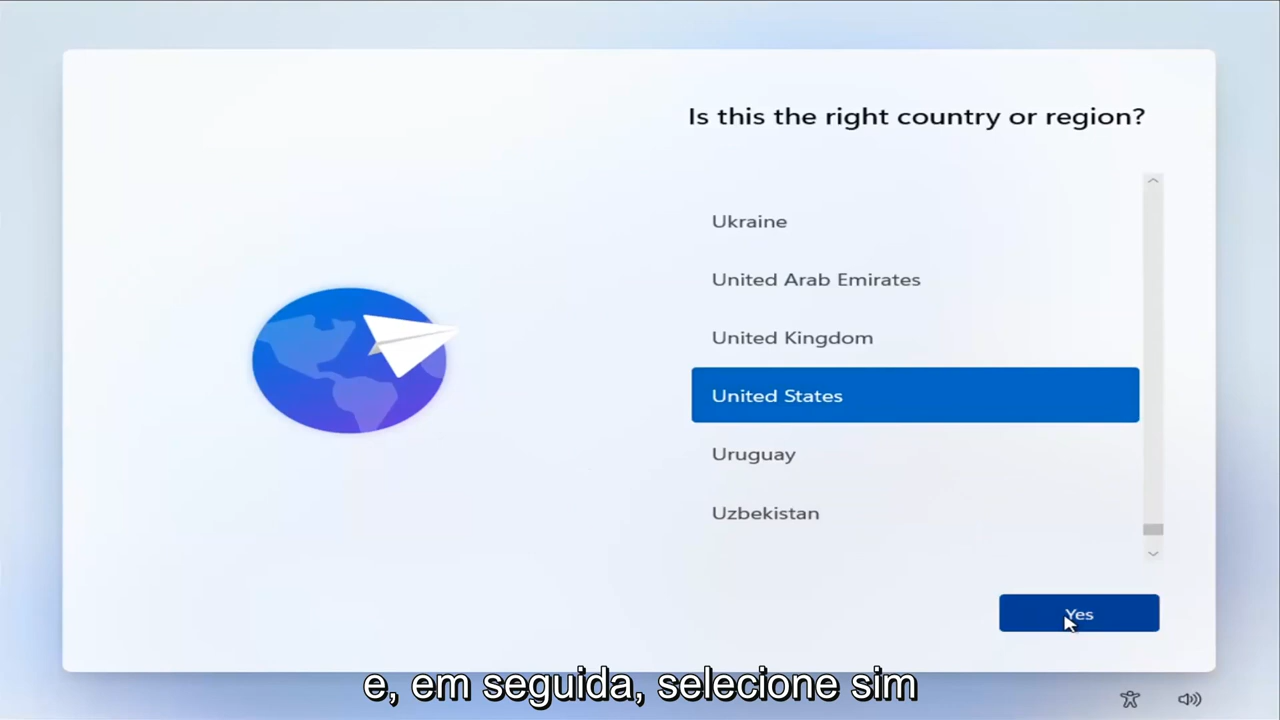 Is this the right country or region?
Ukraine
United Arab Emirates
United Kingdom
United States
Uruguay
Uzbekistan
Yes
e, em seguida, selecione sim